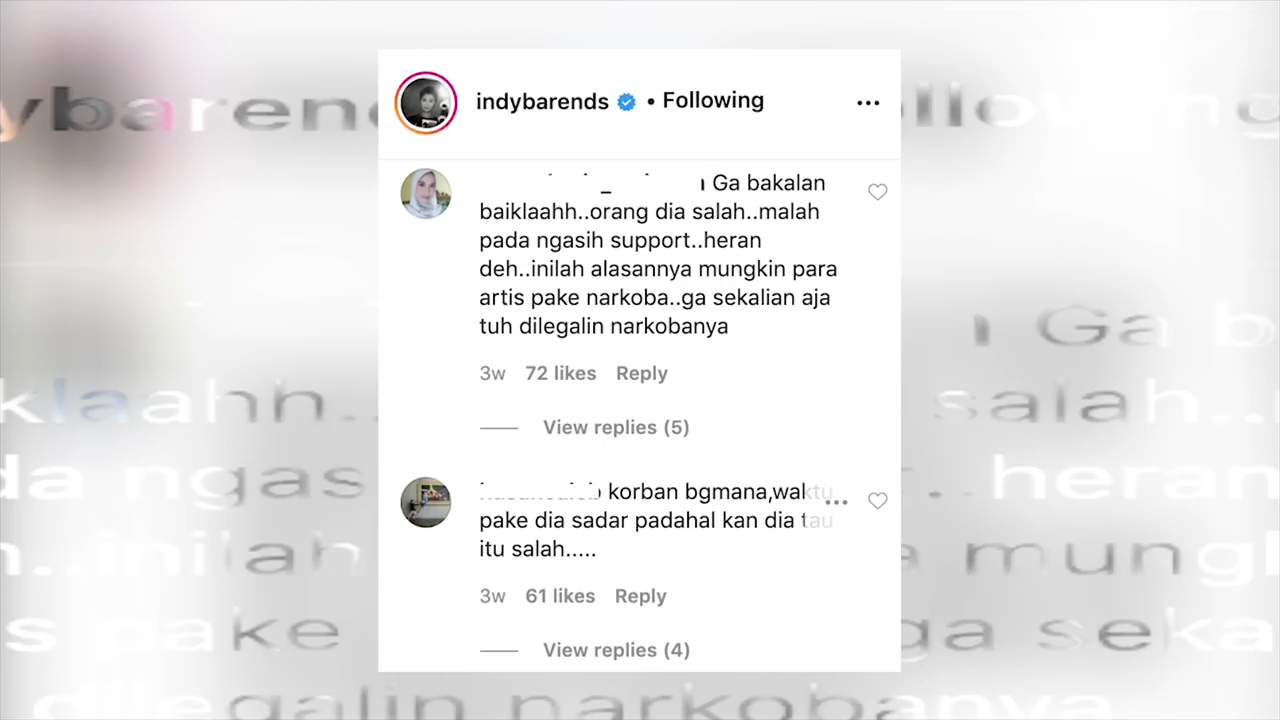 indybarends • Following
Ga bakalan
baiklaahh..orang dia salah..malah
pada ngasih support..heran
deh..inilah alasannya mungkin para
artis pake narkoba..ga sekalian aja
tuh dilegalin narkobanya
3w 72 likes Reply
View replies (5)
korban bgmana,waktu
pake dia sadar padahal kan dia tau
itu salah.....
3w 61 likes Reply
View replies (4)